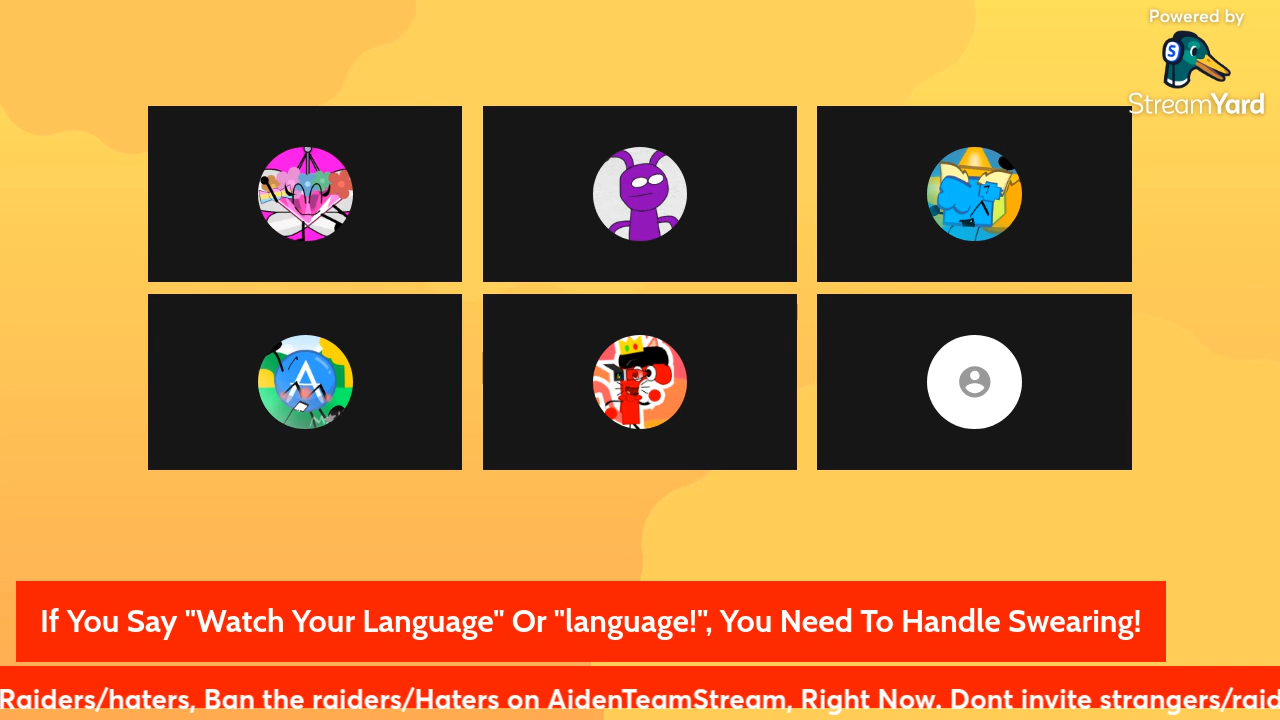 Powered by
S
StreamYard
A
If You Say "Watch Your Language" Or "language!", You Need To Handle Swearing!
Raiders/haters, Ban the raiders/Haters on AidenTeamStream, Right Now. Dont invite strangers/raid